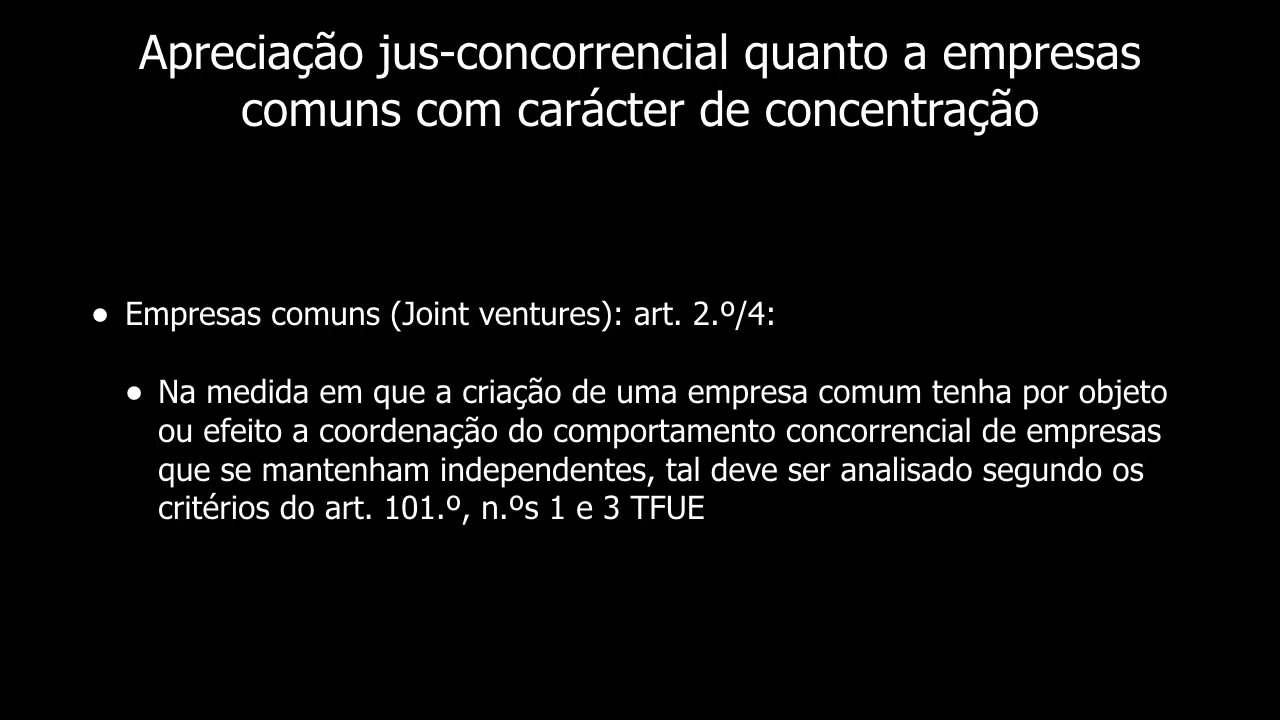 Apreciação jus-concorrencial quanto a empresas
comuns com carácter de concentração
● Empresas comuns (Joint ventures): art. 2.º/4:
● Na medida em que a criação de uma empresa comum tenha por objeto
ou efeito a coordenação do comportamento concorrencial de empresas
que se mantenham independentes, tal deve ser analisado segundo os
critérios do art. 101.º, n.ºs 1 e 3 TFUE